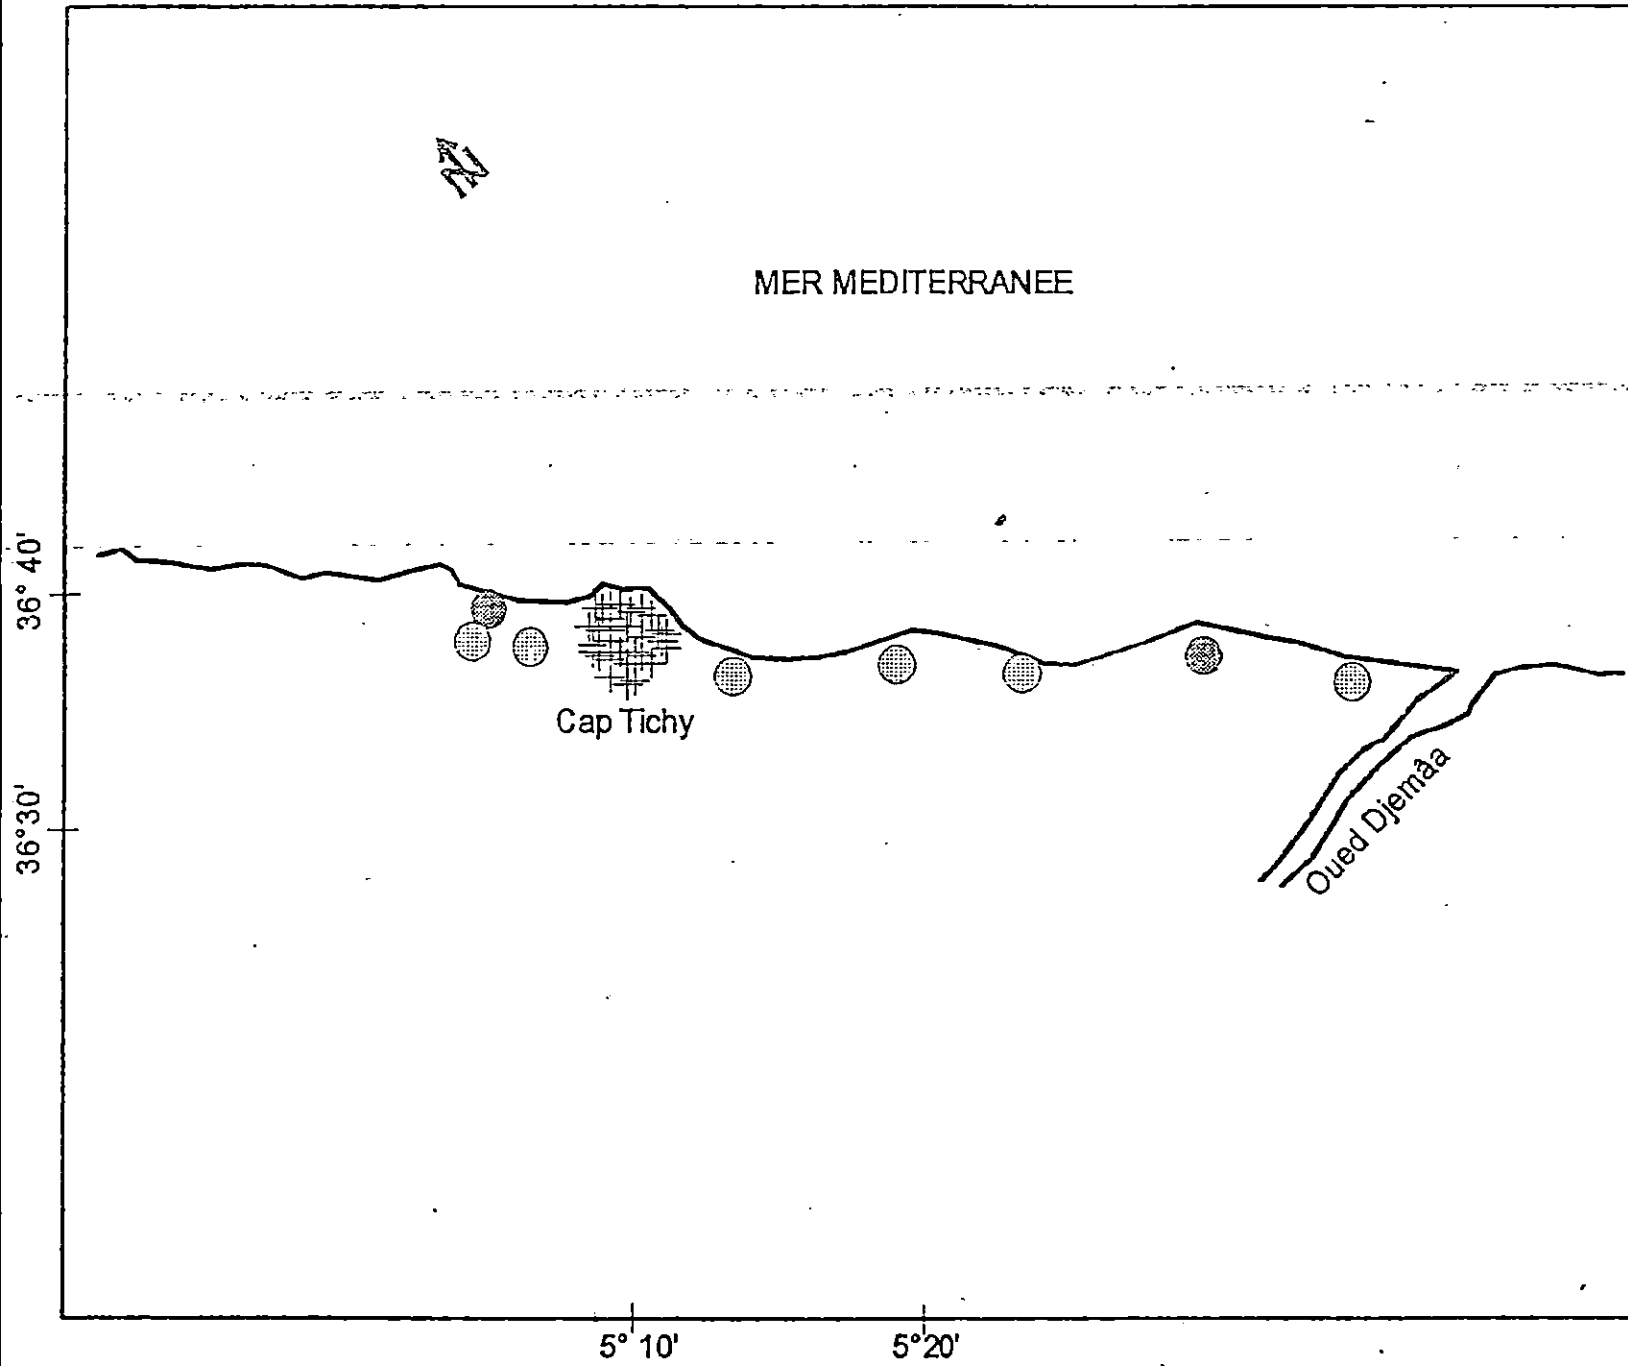 N
MER MEDITERRANEE
36° 40'
Cap Tichy
36°30'
Oued Djemâa
5° 10'
5°20'